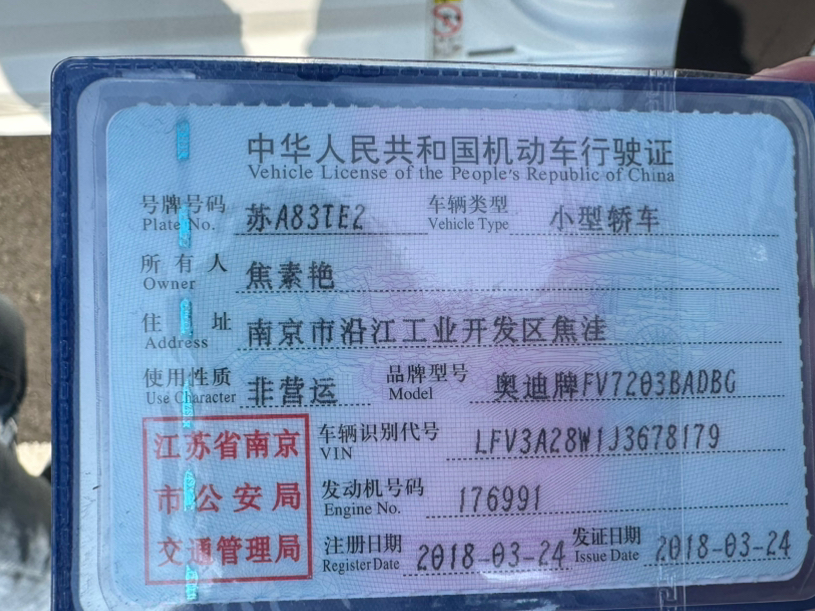 中华人民共和国机动车行驶证
Vehicle License of the People's Republic of China
号牌号码 苏A83TE2 车辆类型 小型轿车
Plate No. Vehicle Type
所有人 焦素艳
Owner
住址 南京市沿江工业开发区焦洼
Address
使用性质 非营运 品牌型号 奥迪牌FV7203BADBG
Use Character Model
江苏省南京 车辆识别代号 LFV3A28W1J3678179
VIN
市公安局 发动机号码 176991
Engine No.
交通管理局 注册日期 2018-03-24 发证日期 2018-03-24
Register Date Issue Date